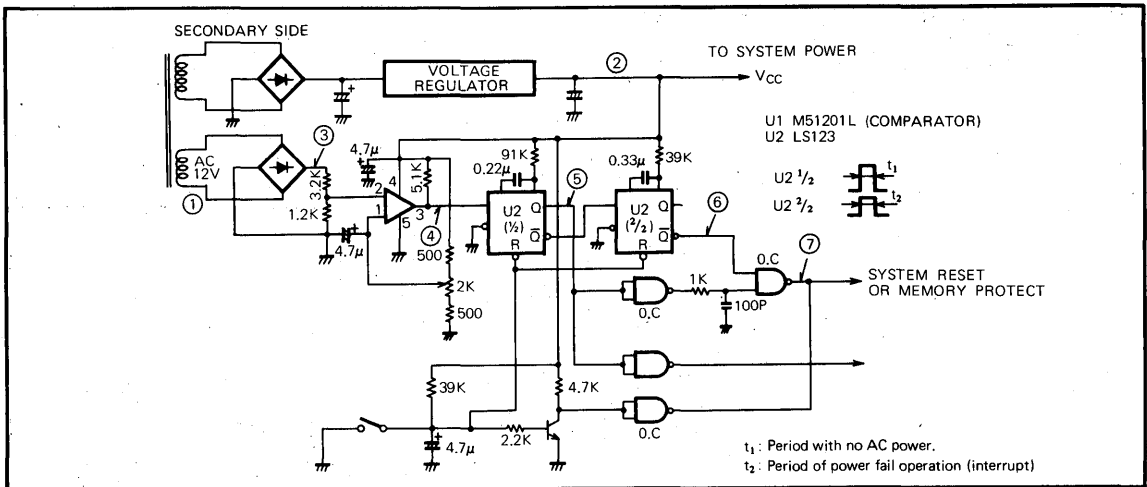 SECONDARY SIDE
TO SYSTEM POWER
②
VOLTAGE
REGULATOR
VCC
U1 M51201L (COMPARATOR)
U2 LS123
③
AC
12V
①
3.2K
1.2K
4.7μ
4.7μ
4
2
1
3
5
5.1K
④
500
2K
500
0.22μ
91K
U2
(½)
Q
Q̅
R
⑤
0.33μ
39K
U2
(2/2)
Q
Q̅
R
⑥
U2 1/2
t₁
U2 2/2
t₂
O.C
⑦
SYSTEM RESET
OR MEMORY PROTECT
1K
100P
O.C
39K
4.7K
O.C
2.2K
4.7μ
t₁: Period with no AC power.
t₂: Period of power fail operation (interrupt)